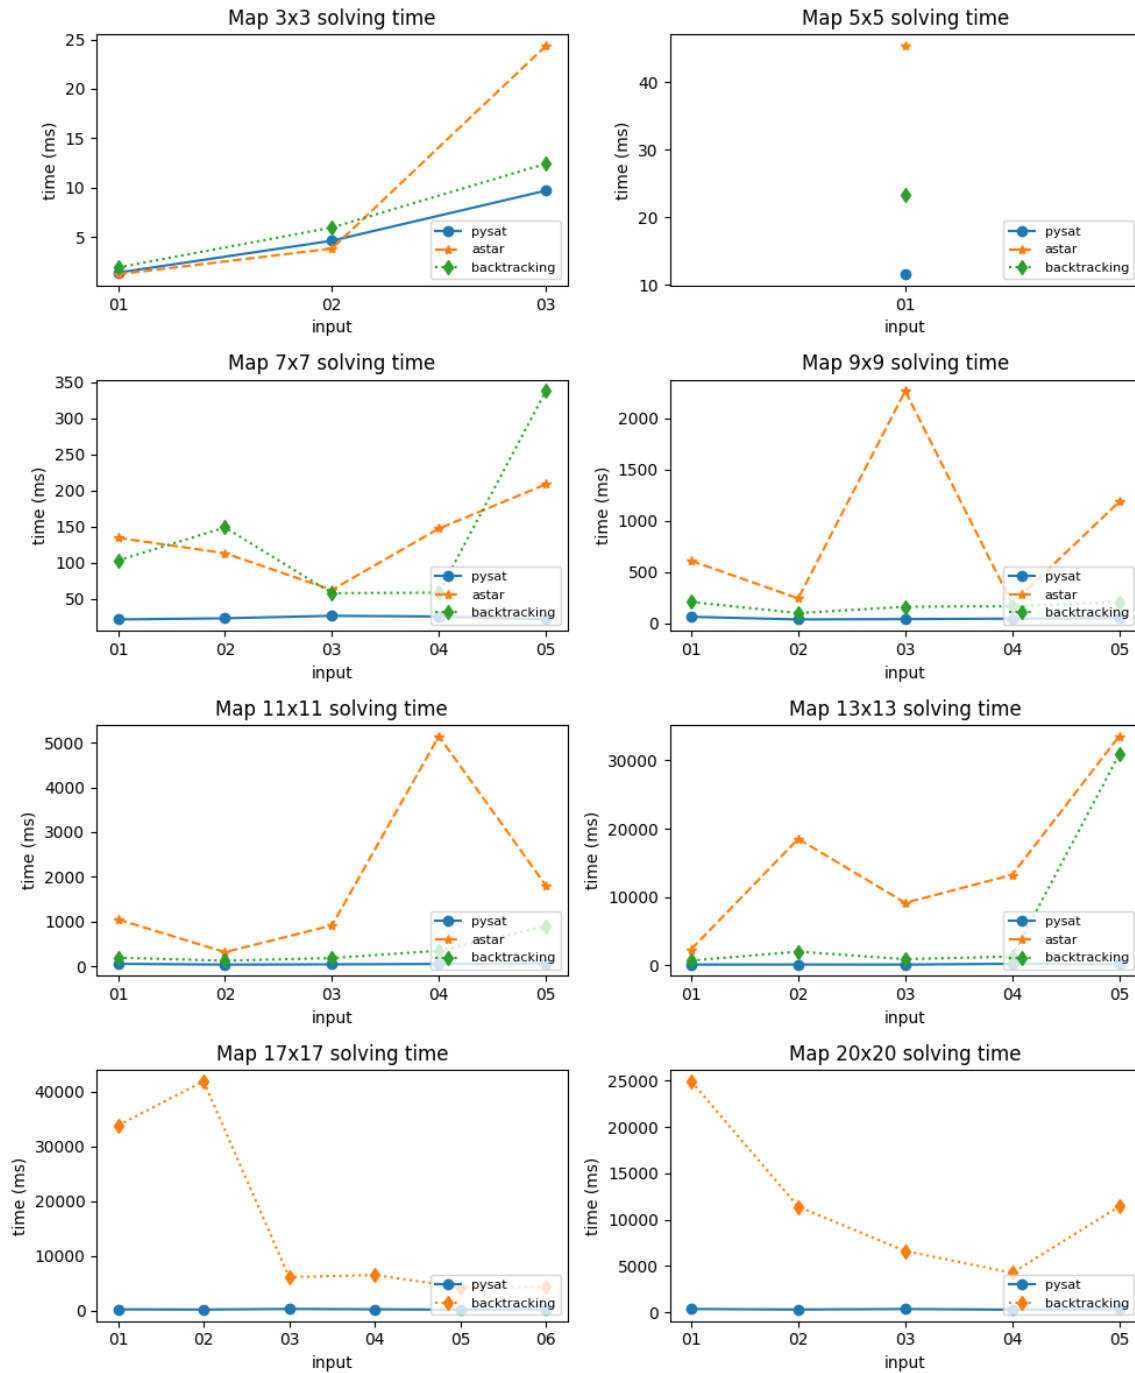 Map 3x3 solving time
25
20
15
10
5
time (ms)
pysat
astar
backtracking
01 02 03
input
Map 5x5 solving time
40
30
20
10
time (ms)
pysat
astar
backtracking
01
input
Map 7x7 solving time
350
300
250
200
150
100
50
time (ms)
pysat
astar
backtracking
01 02 03 04 05
input
Map 9x9 solving time
2000
1500
1000
500
0
time (ms)
pysat
astar
backtracking
01 02 03 04 05
input
Map 11x11 solving time
5000
4000
3000
2000
1000
0
time (ms)
pysat
astar
backtracking
01 02 03 04 05
input
Map 13x13 solving time
30000
20000
10000
0
time (ms)
pysat
astar
backtracking
01 02 03 04 05
input
Map 17x17 solving time
40000
30000
20000
10000
0
time (ms)
pysat
backtracking
01 02 03 04 05 06
input
Map 20x20 solving time
25000
20000
15000
10000
5000
0
time (ms)
pysat
backtracking
01 02 03 04 05
input